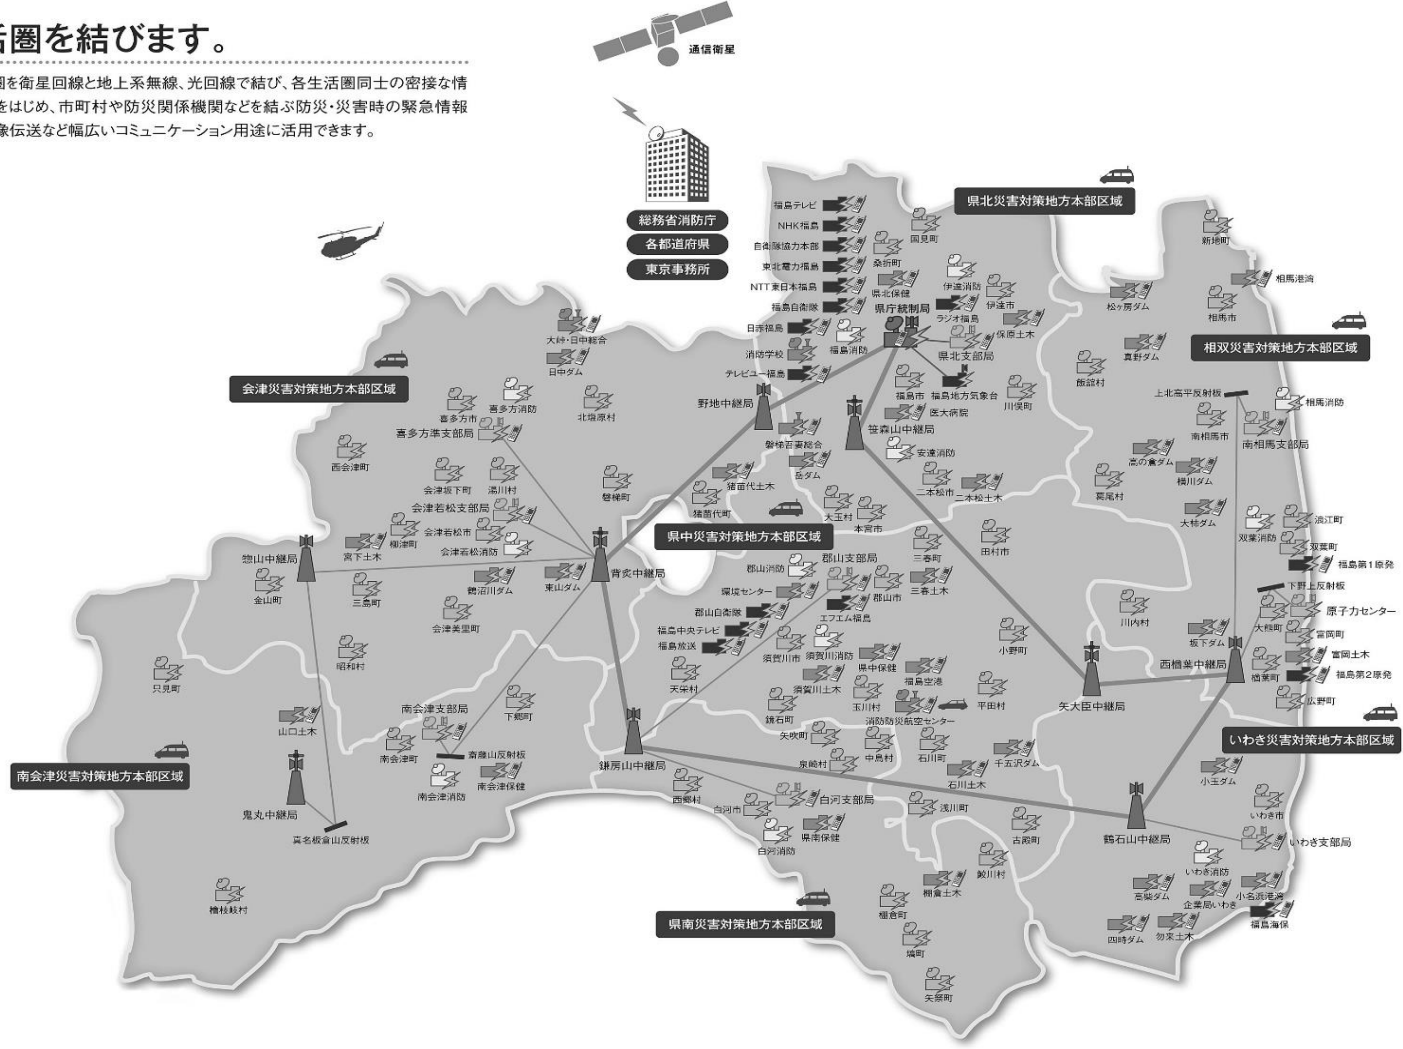 活圏を結びます。
圏を衛星回線と地上系無線、光回線で結び、各生活圏同士の密接な情
をはじめ、市町村や防災関係機関などを結ぶ防災・災害時の緊急情報
像伝送など幅広いコミュニケーション用途に活用できます。
通信衛星
総務省消防庁
各都道府県
東京事務所
県北災害対策地方本部区域
福島テレビ
NHK福島
自衛隊協力本部
東北電力福島
NTT東日本福島
福島自衛隊
日赤福島
消防学校
テレビユー福島
国見町
桑折町
県北保健
伊達消防
伊達市
県庁統制局
ラジオ福島
保原土木
福島消防
県北支部局
福島市
福島地方気象台
川俣町
医大病院
野地中継局
笹森山中継局
磐梯吾妻総合
岳ダム
安達消防
二本松市
二本松土木
大玉村
本宮市
新地町
相馬港湾
松ヶ房ダム
相馬市
真野ダム
飯舘村
相双災害対策地方本部区域
上北高平反射板
相馬消防
南相馬市
南相馬支部局
高の倉ダム
横川ダム
葛尾村
大柿ダム
双葉消防
浪江町
双葉町
福島第1原発
下野上反射板
原子力センター
大熊町
富岡町
富岡土木
福島第2原発
川内村
坂下ダム
西楢葉中継局
楢葉町
広野町
会津災害対策地方本部区域
大峠・日中総合
日中ダム
喜多方消防
喜多方市
喜多方準支部局
北塩原村
西会津町
会津坂下町
湯川村
磐梯町
会津若松支部局
柳津町
会津若松市
会津若松消防
宮下土木
惣山中継局
金山町
三島町
鶴沼川ダム
東山ダム
背炙中継局
会津美里町
昭和村
猪苗代土木
猪苗代町
県中災害対策地方本部区域
郡山消防
郡山支部局
環境センター
郡山自衛隊
福島中央テレビ
福島放送
郡山市
エフエム福島
三春町
三春土木
田村市
須賀川市
須賀川消防
県中保健
福島空港
小野町
天栄村
須賀川土木
鏡石町
玉川村
消防防災航空センター
平田村
矢大臣中継局
矢吹町
中島村
石川町
千五沢ダム
泉崎村
石川土木
浅川町
古殿町
只見町
山口土木
南会津支部局
下郷町
南会津町
斎藤山反射板
南会津消防
南会津保健
南会津災害対策地方本部区域
鬼丸中継局
喜名板倉山反射板
檜枝岐村
鎌房山中継局
西郷村
白河市
白河支部局
白河消防
県南保健
鮫川村
棚倉土木
棚倉町
塙町
矢祭町
県南災害対策地方本部区域
いわき災害対策地方本部区域
小玉ダム
いわき市
鶴石山中継局
いわき支部局
いわき消防
高柴ダム
企業局いわき
小名浜港湾
四時ダム
勿来土木
福島海保